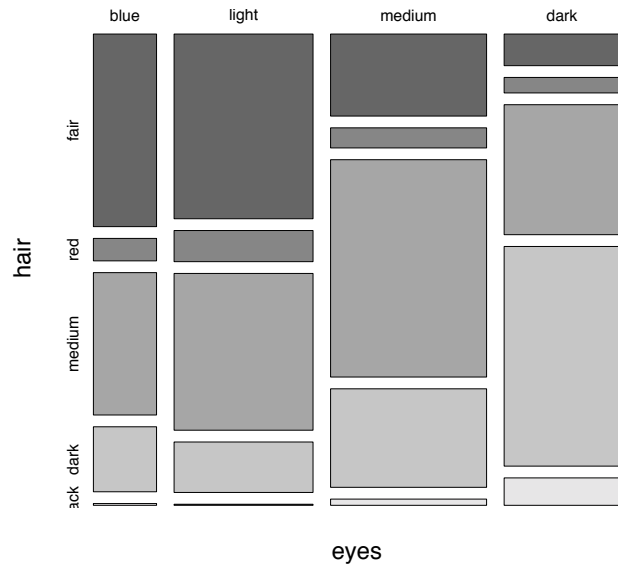 blue light medium dark
fair
red
medium
dark
ack
hair
eyes